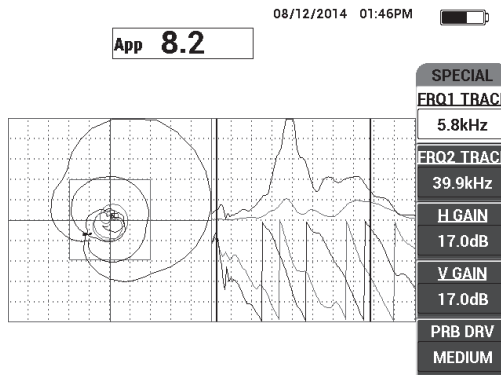 08/12/2014 01:46PM
App 8.2
SPECIAL
FRQ1 TRAC
5.8kHz
FRQ2 TRAC
39.9kHz
H GAIN
17.0dB
V GAIN
17.0dB
PRB DRV
MEDIUM